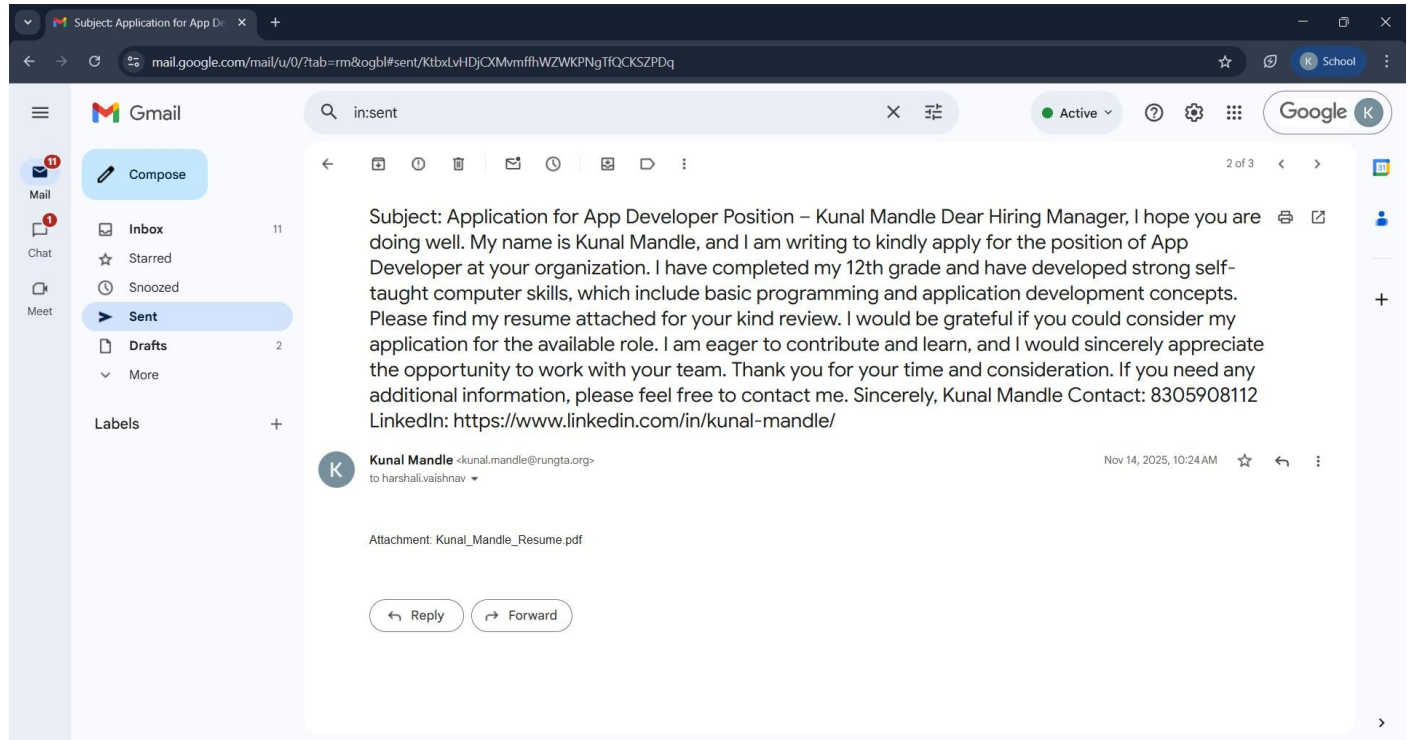 Subject: Application for App De
mail.google.com/mail/u/0/?tab=rm&ogbl#sent/KtbxLvHDjCXMvmffhWZWKPNgTfQCKSZPDq
K School
Gmail
in:sent
Active
Google K
11
Mail
Compose
2 of 3
31
1
Chat
Meet
Inbox 11
Starred
Snoozed
Sent
Drafts 2
More
Labels
Subject: Application for App Developer Position – Kunal Mandle Dear Hiring Manager, I hope you are
doing well. My name is Kunal Mandle, and I am writing to kindly apply for the position of App
Developer at your organization. I have completed my 12th grade and have developed strong self-
taught computer skills, which include basic programming and application development concepts.
Please find my resume attached for your kind review. I would be grateful if you could consider my
application for the available role. I am eager to contribute and learn, and I would sincerely appreciate
the opportunity to work with your team. Thank you for your time and consideration. If you need any
additional information, please feel free to contact me. Sincerely, Kunal Mandle Contact: 8305908112
LinkedIn: https://www.linkedin.com/in/kunal-mandle/
K
Kunal Mandle <kunal.mandle@rungta.org>
Nov 14, 2025, 10:24 AM
to harshali.vaishnav
Attachment: Kunal_Mandle_Resume.pdf
Reply
Forward